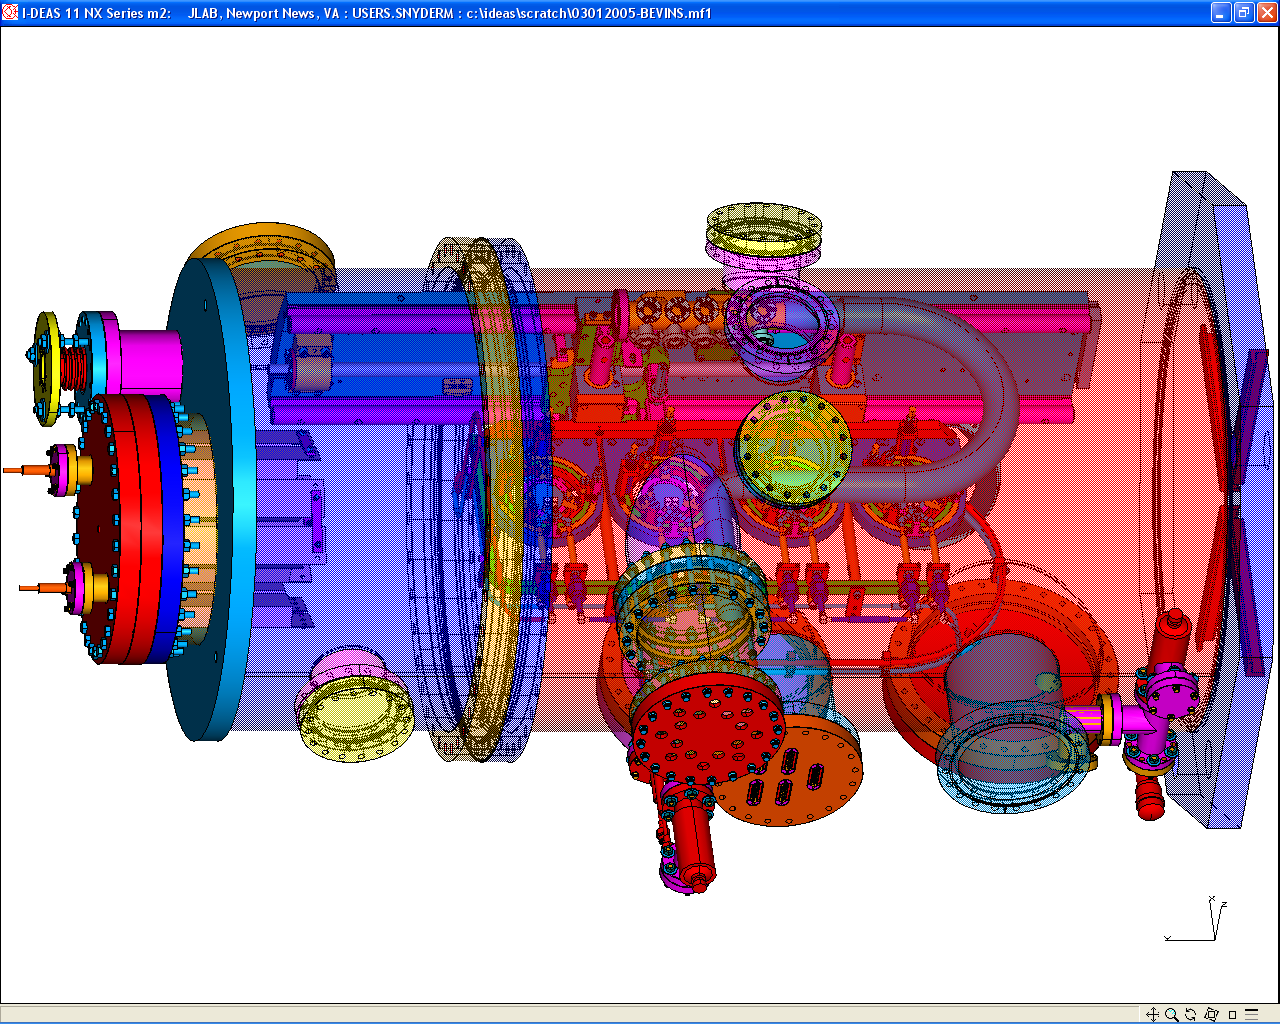 I-DEAS 11 NX Series m2:     JLAB, Newport News, VA : USERS.SNYDERM : c:\ideas\scratch\03012005-BEVINS.mf1
X
Z
Y